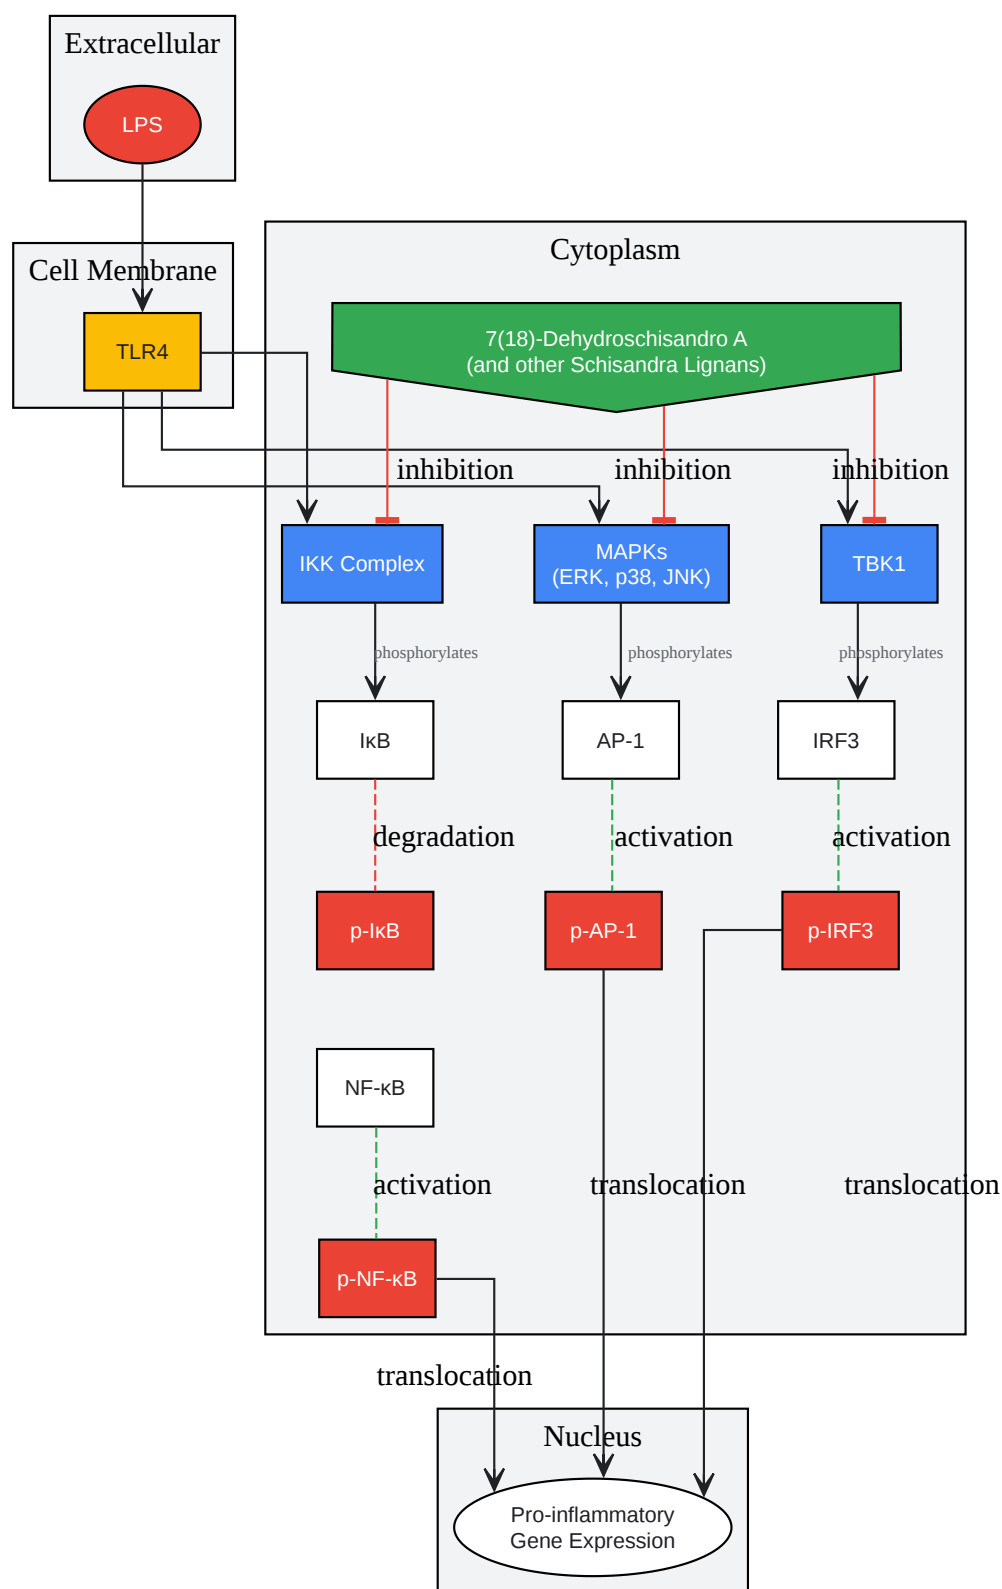 Extracellular
LPS
Cell Membrane
TLR4
Cytoplasm
7(18)-Dehydroschisandro A
(and other Schisandra Lignans)
inhibition
inhibition
inhibition
IKK Complex
MAPKs
(ERK, p38, JNK)
TBK1
phosphorylates
phosphorylates
phosphorylates
IκB
AP-1
IRF3
degradation
activation
activation
p-IκB
p-AP-1
p-IRF3
NF-κB
activation
translocation
translocation
p-NF-κB
translocation
Nucleus
Pro-inflammatory
Gene Expression